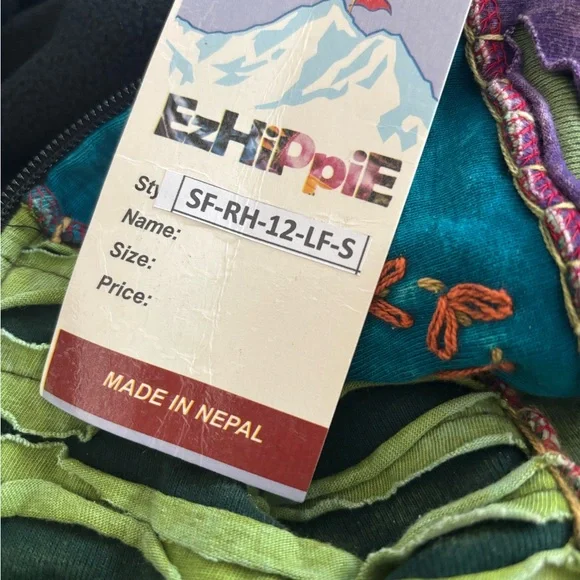 EzHiPpiE
Sty SF-RH-12-LF-S
Name:
Size:
Price:
MADE IN NEPAL